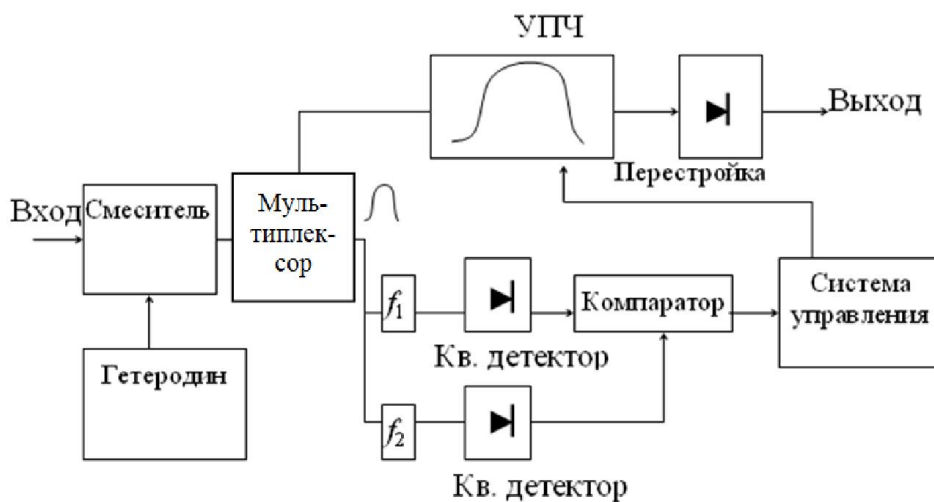 УПЧ
Выход
Перестройка
Вход
Смеситель
Муль-
типлек-
сор
Гетеродин
f1
Кв. детектор
Компаратор
Система
управления
f2
Кв. детектор